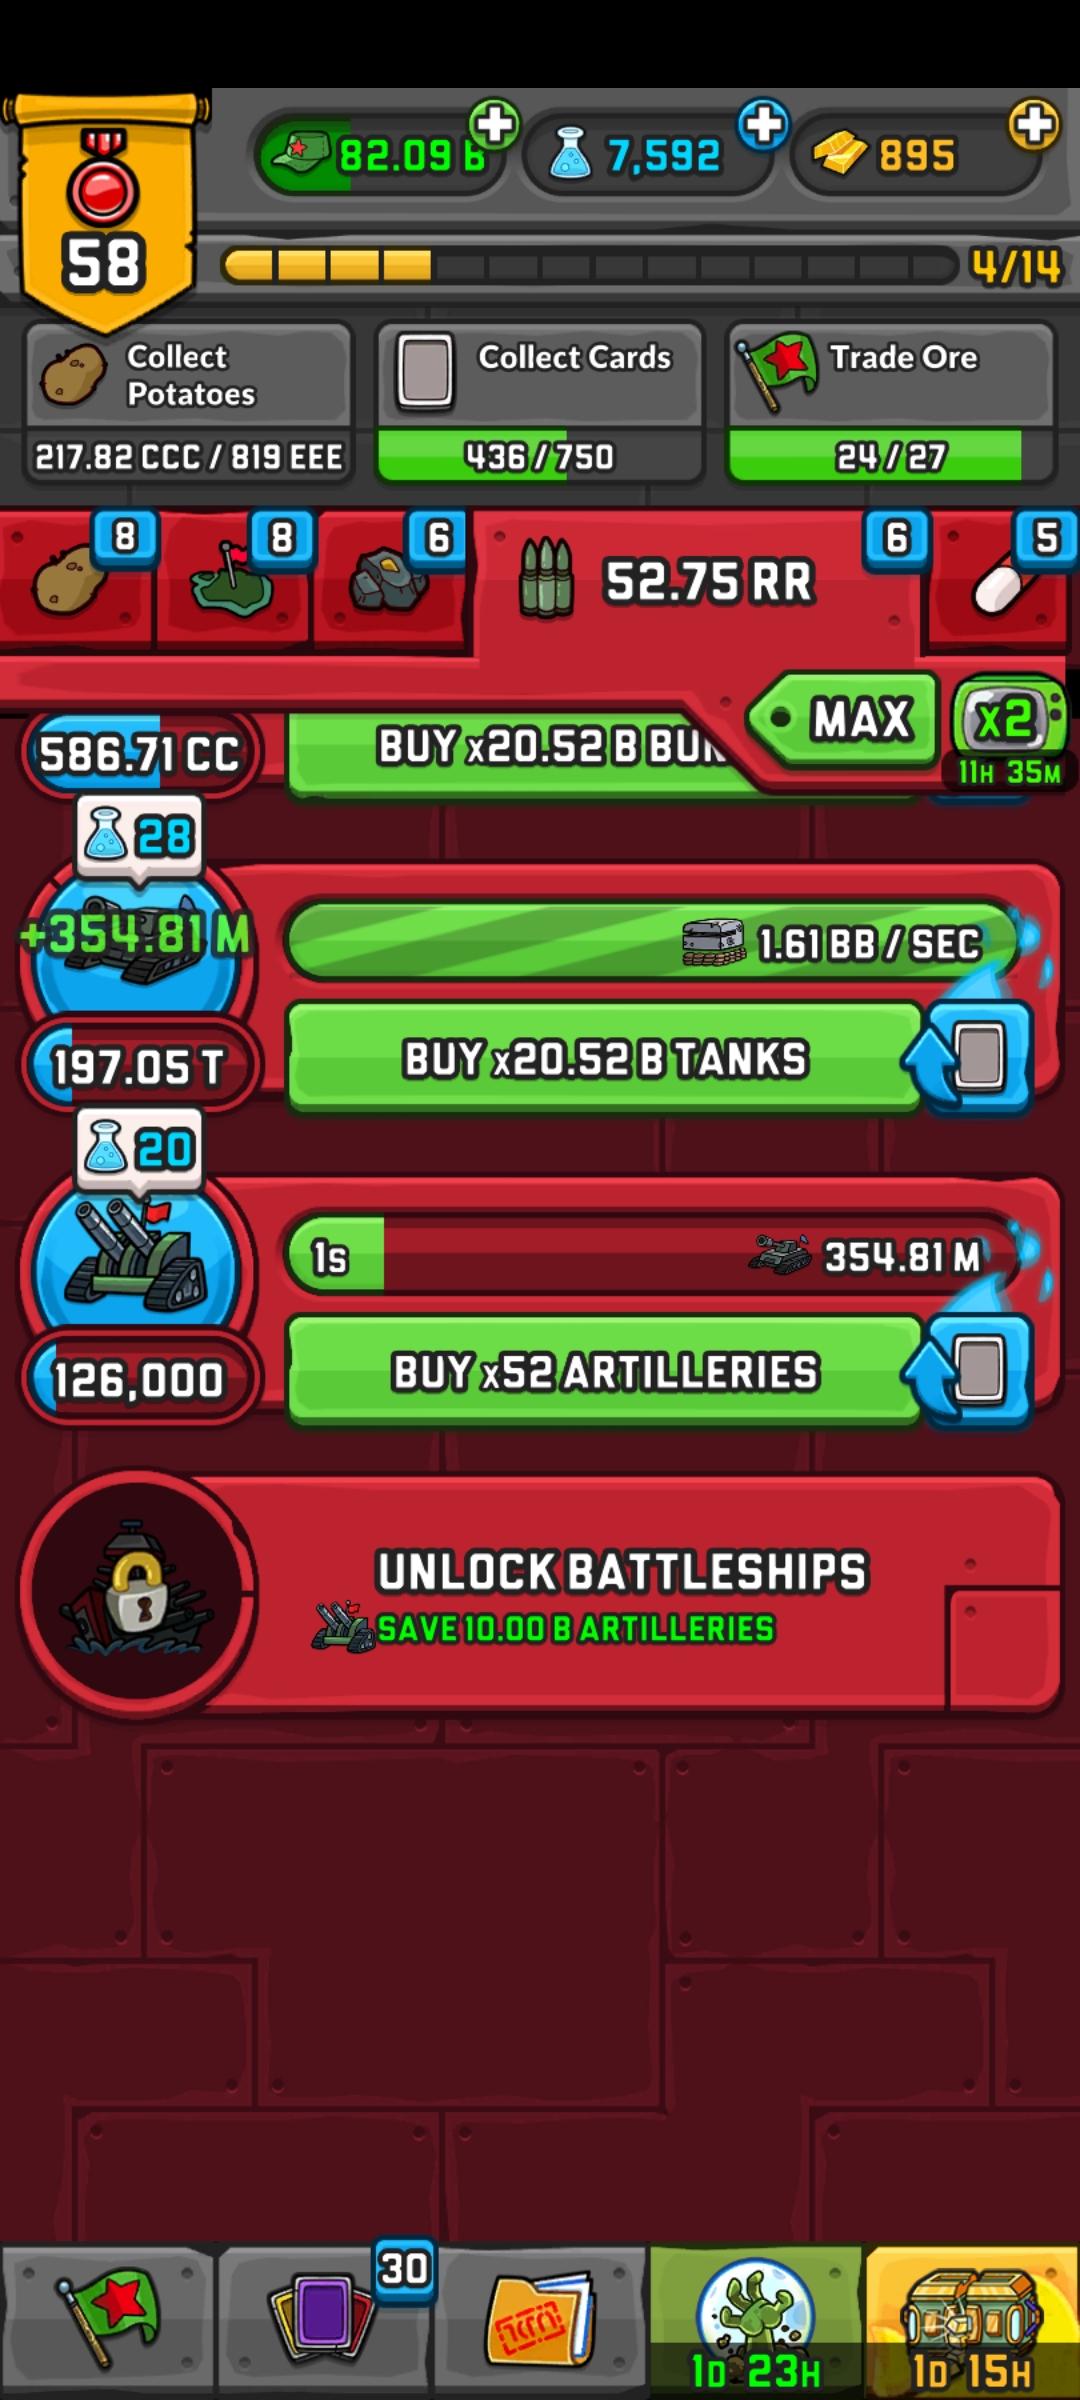 82.09 B
7,592
895
58
4/14
Collect
Potatoes
Collect Cards
Trade Ore
217.82 CCC / 819 EEE
436 / 750
24 / 27
8
8
6
52.75 RR
6
5
MAX
x2
11H 35M
586.71 CC
BUY x20.52 B BUN
28
+354.81 M
1.61 BB / SEC
197.05 T
BUY x20.52 B TANKS
20
1s
354.81 M
126,000
BUY x52 ARTILLERIES
UNLOCK BATTLESHIPS
SAVE 10.00 B ARTILLERIES
30
1D 23H
1D 15H